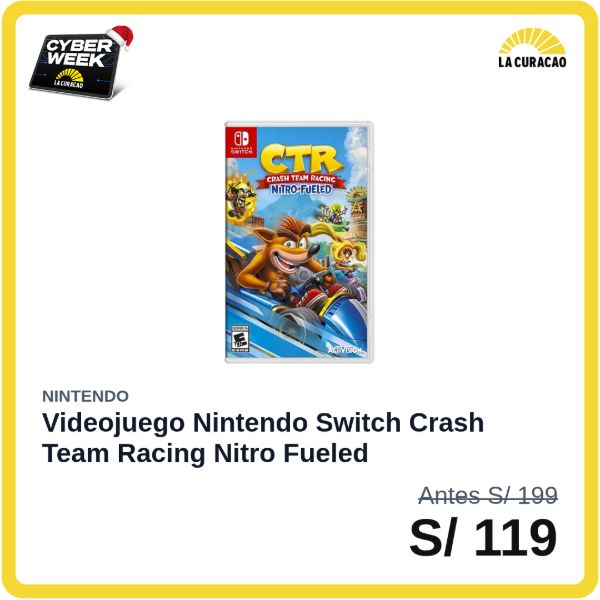 CYBER
WEEK
LA CURACAO
LA CURACAO
NINTENDO
SWITCH
CTR
CRASH TEAM RACING
NITRO-FUELED
ACTIVISION
NINTENDO
Videojuego Nintendo Switch Crash
Team Racing Nitro Fueled
Antes S/ 199
S/ 119